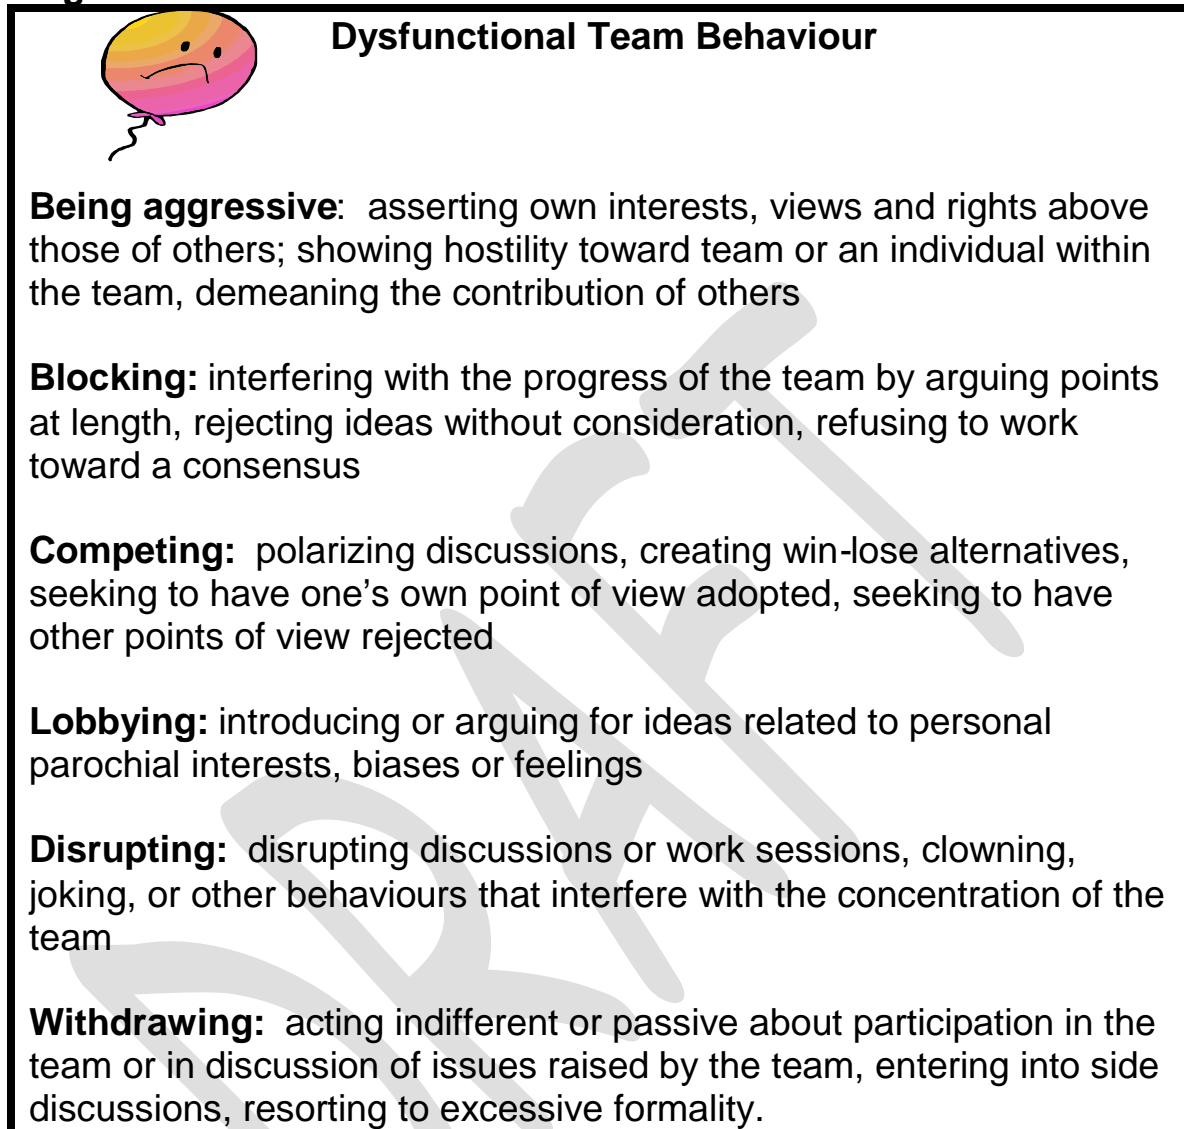 Dysfunctional Team Behaviour
Being aggressive:  asserting own interests, views and rights above
those of others; showing hostility toward team or an individual within
the team, demeaning the contribution of others
Blocking: interfering with the progress of the team by arguing points
at length, rejecting ideas without consideration, refusing to work
toward a consensus
Competing:  polarizing discussions, creating win-lose alternatives,
seeking to have one’s own point of view adopted, seeking to have
other points of view rejected
Lobbying: introducing or arguing for ideas related to personal
parochial interests, biases or feelings
Disrupting:  disrupting discussions or work sessions, clowning,
joking, or other behaviours that interfere with the concentration of the
team
Withdrawing:  acting indifferent or passive about participation in the
team or in discussion of issues raised by the team, entering into side
discussions, resorting to excessive formality.
DRAFT